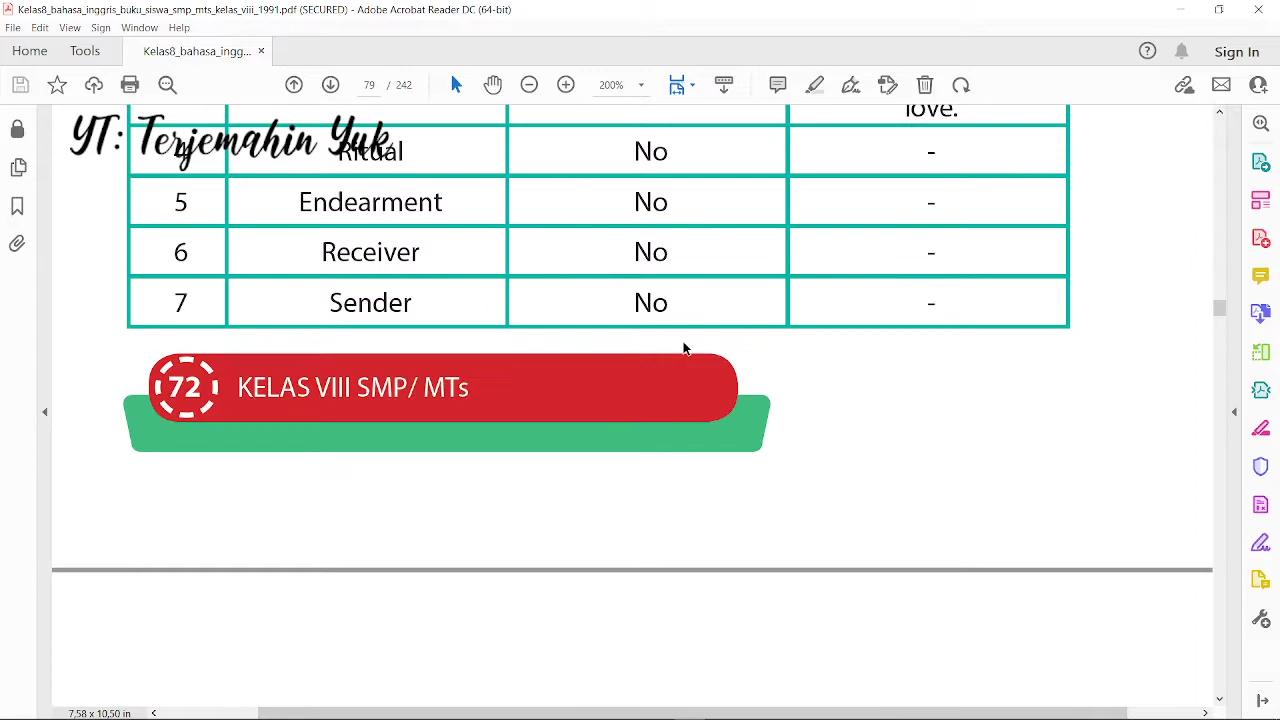 Kelas8_bahasa_inggris_buku_siswa_smp_mts_kelas_viii_1991.pdf (SECURED) - Adobe Acrobat Reader DC (64-bit)
File Edit View Sign Window Help
Home Tools Kelas8_bahasa_ingg... × Sign In
79 / 242 200%
love.
YT: Terjemahin Yuk
4 Ritual No -
5 Endearment No -
6 Receiver No -
7 Sender No -
72 KELAS VIII SMP/ MTs
7,58 x 10,50 in